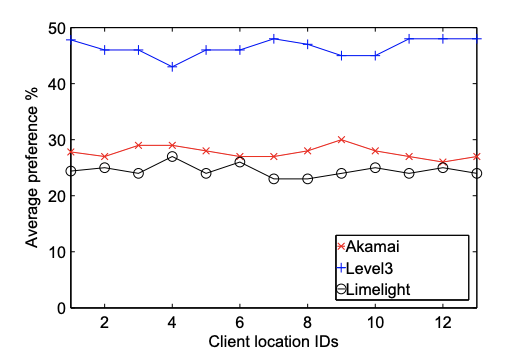 50
40
30
20
10
0
Average preference %
Akamai
Level3
Limelight
2 4 6 8 10 12
Client location IDs